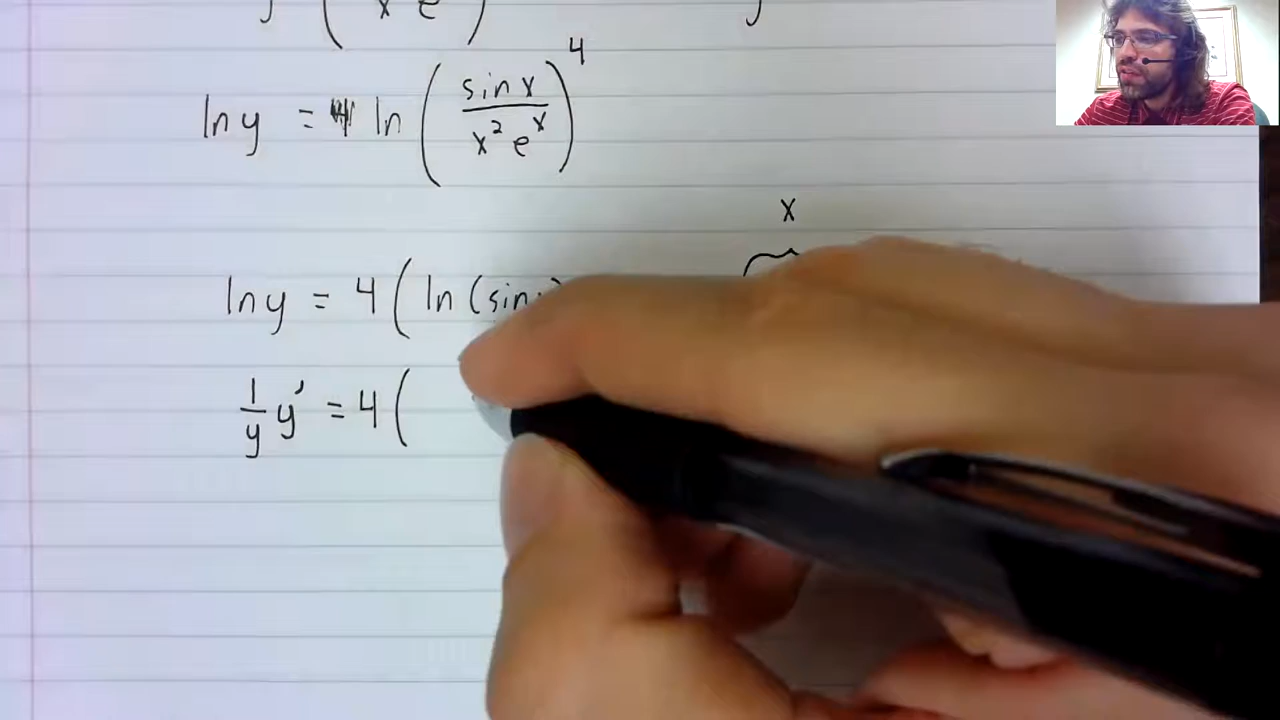 x e
ln y = ln ( sin x / x² eˣ )⁴
x
ln y = 4 ( ln (sin
1/y y' = 4 (